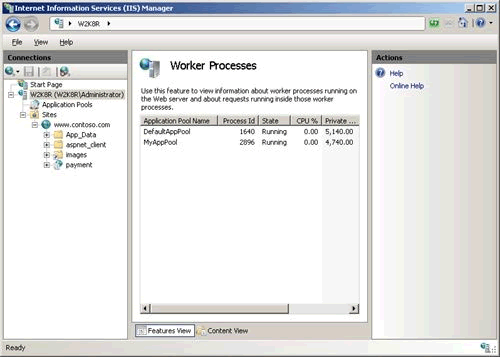 Internet Information Services (IIS) Manager
W2K8R
File View Help
Connections
Start Page
W2K8R (W2K8R\Administrator)
Application Pools
Sites
www.contoso.com
App_Data
aspnet_client
images
payment
Worker Processes
Use this feature to view information about worker processes running on
the Web server and about requests running inside those worker
processes.
Application Pool Name Process Id State CPU % Private ...
DefaultAppPool 1640 Running 0.00 5,140.00
MyAppPool 2896 Running 0.00 4,740.00
Features View Content View
Actions
Help
Online Help
Ready